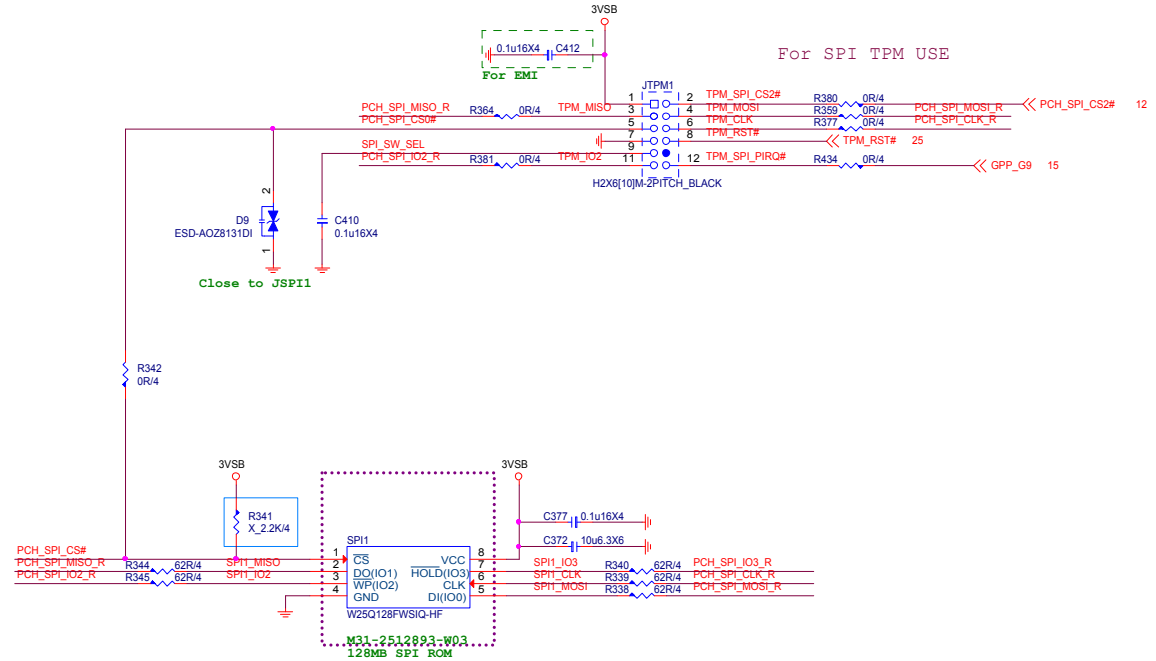 3VSB
0.1u16X4 C412
For EMI
For SPI TPM USE
JTPM1
1 2 TPM_SPI_CS2# R380 0R/4 PCH_SPI_CS2# 12
PCH_SPI_MISO_R R364 0R/4 TPM_MISO 3 4 TPM_MOSI R359 0R/4 PCH_SPI_MOSI_R
PCH_SPI_CS0# 5 6 TPM_CLK R377 0R/4 PCH_SPI_CLK_R
7 8 TPM_RST# TPM_RST# 25
SPI_SW_SEL 9
PCH_SPI_IO2_R R381 0R/4 TPM_IO2 11 12 TPM_SPI_PIRQ# R434 0R/4 GPP_G9 15
H2X6[10]M-2PITCH_BLACK
2
D9 C410
ESD-AOZ8131DI 0.1u16X4
1
Close to JSPI1
R342
0R/4
3VSB 3VSB
R341
X_2.2K/4
C377 0.1u16X4
C372 10u6.3X6
SPI1
PCH_SPI_CS# 1 CS VCC 8
PCH_SPI_MISO_R R344 62R/4 SPI1_MISO 2 DO(IO1) HOLD(IO3) 7 SPI1_IO3 R340 62R/4 PCH_SPI_IO3_R
PCH_SPI_IO2_R R345 62R/4 SPI1_IO2 3 WP(IO2) CLK 6 SPI1_CLK R339 62R/4 PCH_SPI_CLK_R
4 GND DI(IO0) 5 SPI1_MOSI R338 62R/4 PCH_SPI_MOSI_R
W25Q128FWSIQ-HF
M31-2512893-W03
128MB SPI ROM